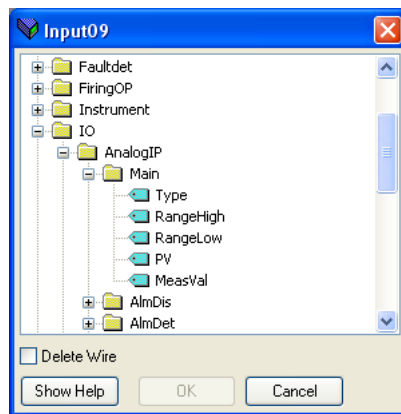 Input09
Faultdet
FiringOP
Instrument
IO
AnalogIP
Main
Type
RangeHigh
RangeLow
PV
MeasVal
AlmDis
AlmDet
Delete Wire
Show Help OK Cancel